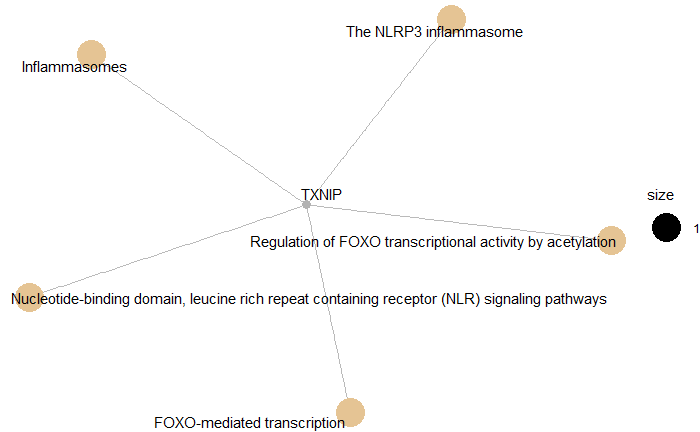 The NLRP3 inflammasome
Inflammasomes
TXNIP
size
1
Regulation of FOXO transcriptional activity by acetylation
Nucleotide-binding domain, leucine rich repeat containing receptor (NLR) signaling pathways
FOXO-mediated transcription